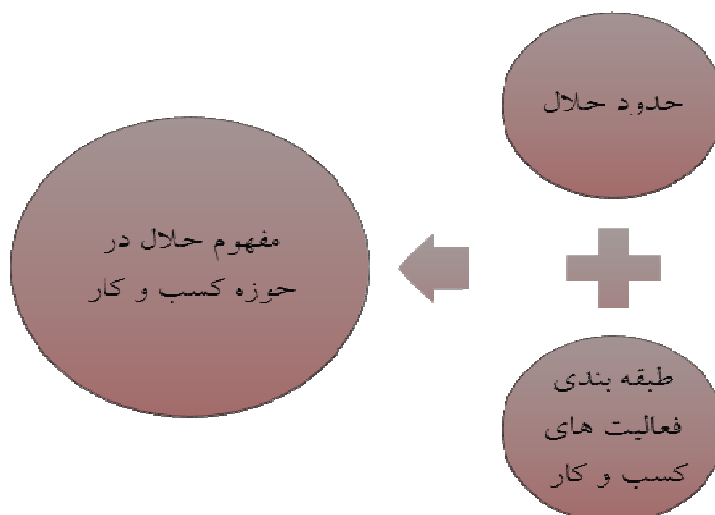 حدود حلال
طبقه بندی
فعالیت های
کسب و کار
مفهوم حلال در
حوزه کسب و کار